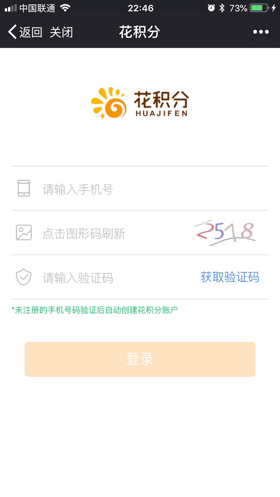 中国联通 22:46 73%
返回 关闭 花积分
花积分
HUAJIFEN
请输入手机号
点击图形码刷新 2518
请输入验证码 获取验证码
*未注册的手机号码验证后自动创建花积分账户
登录